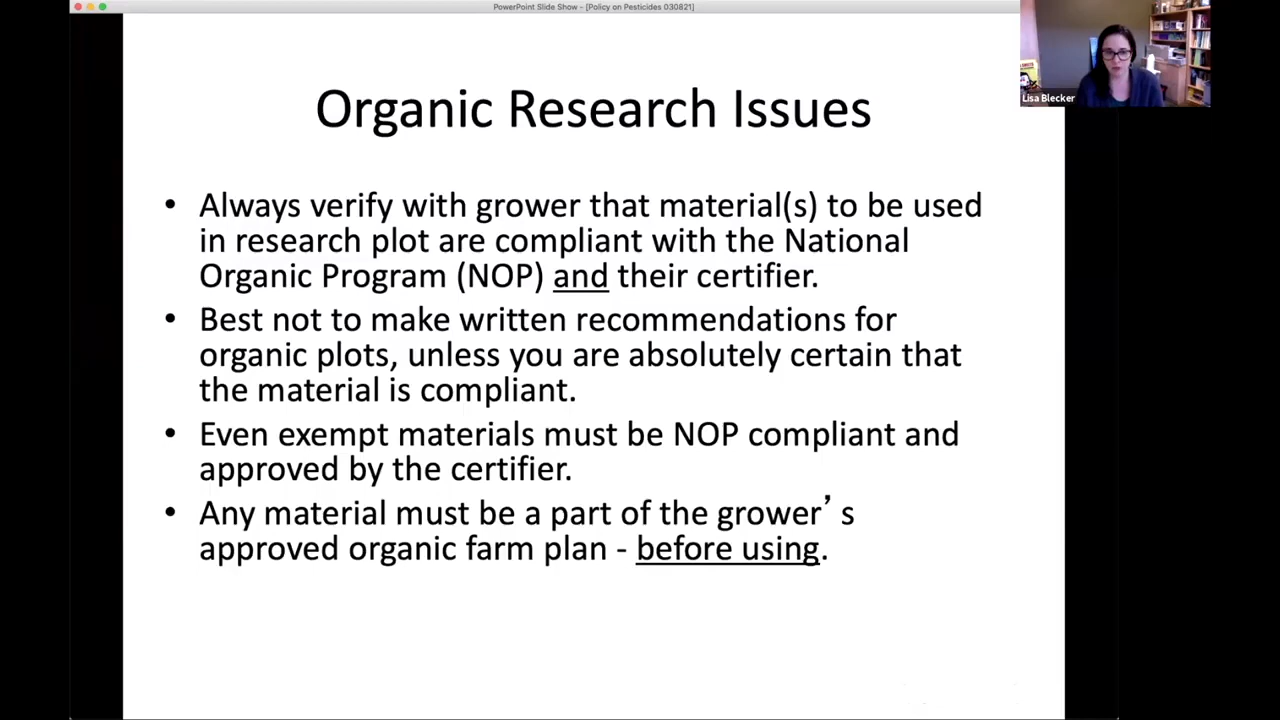 PowerPoint Slide Show - [Policy on Pesticides 030821]
Lisa Blecker
Organic Research Issues
• Always verify with grower that material(s) to be used
in research plot are compliant with the National
Organic Program (NOP) and their certifier.
• Best not to make written recommendations for
organic plots, unless you are absolutely certain that
the material is compliant.
• Even exempt materials must be NOP compliant and
approved by the certifier.
• Any material must be a part of the grower’s
approved organic farm plan - before using.